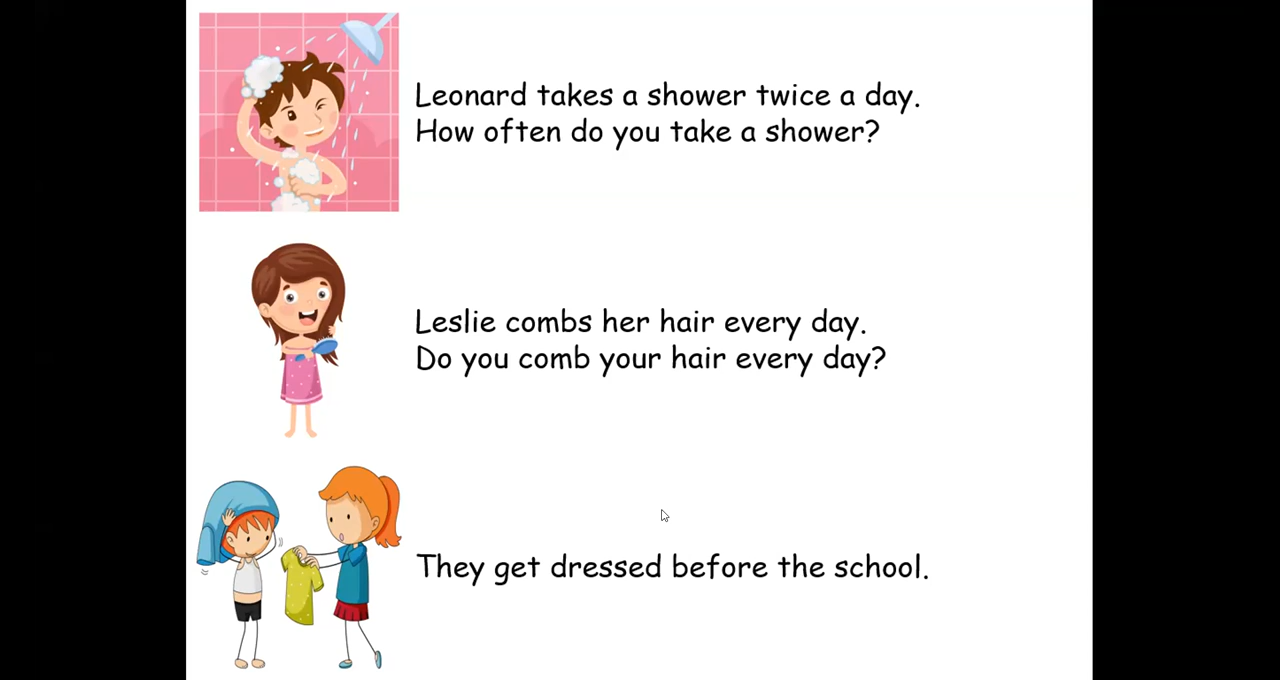 Leonard takes a shower twice a day.
How often do you take a shower?
Leslie combs her hair every day.
Do you comb your hair every day?
They get dressed before the school.